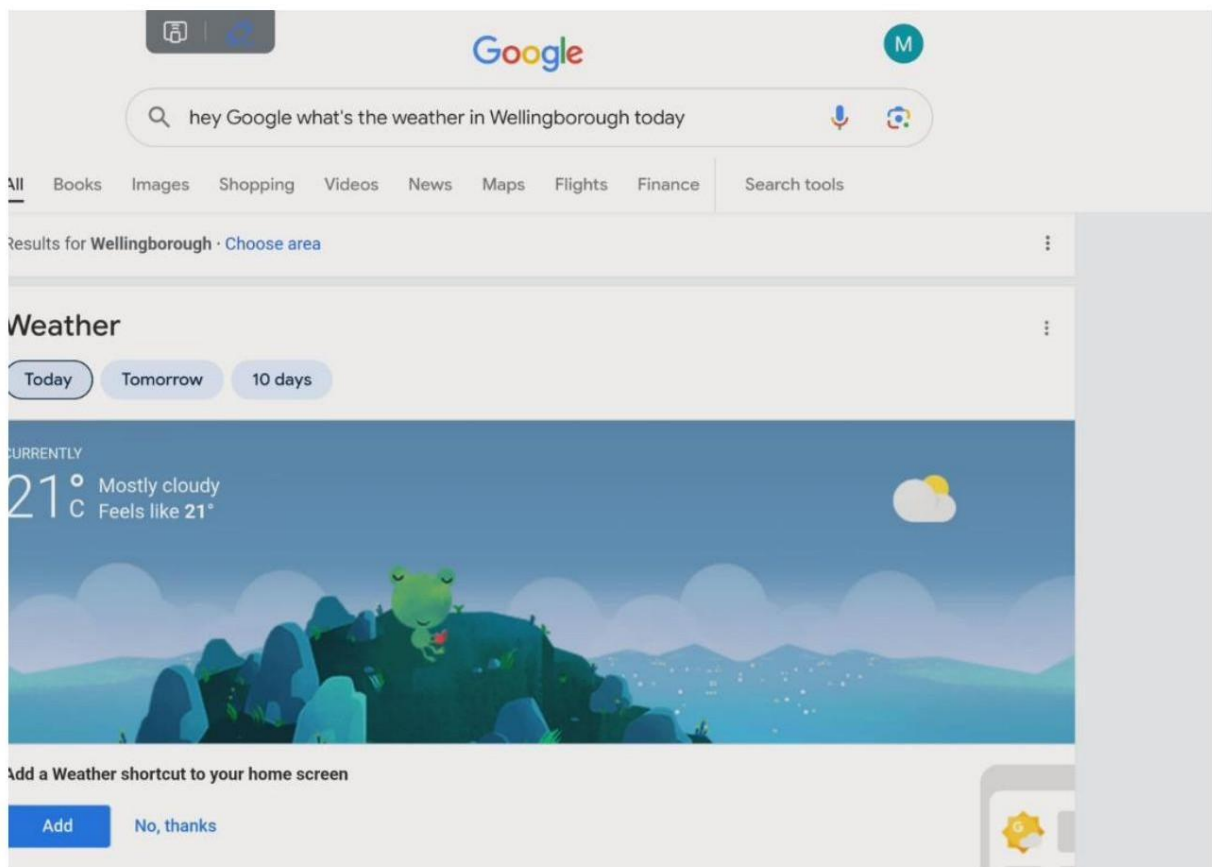 Google
M
hey Google what's the weather in Wellingborough today
All Books Images Shopping Videos News Maps Flights Finance Search tools
Results for Wellingborough · Choose area
Weather
Today Tomorrow 10 days
CURRENTLY
21°C Mostly cloudy
Feels like 21°
Add a Weather shortcut to your home screen
Add No, thanks
G